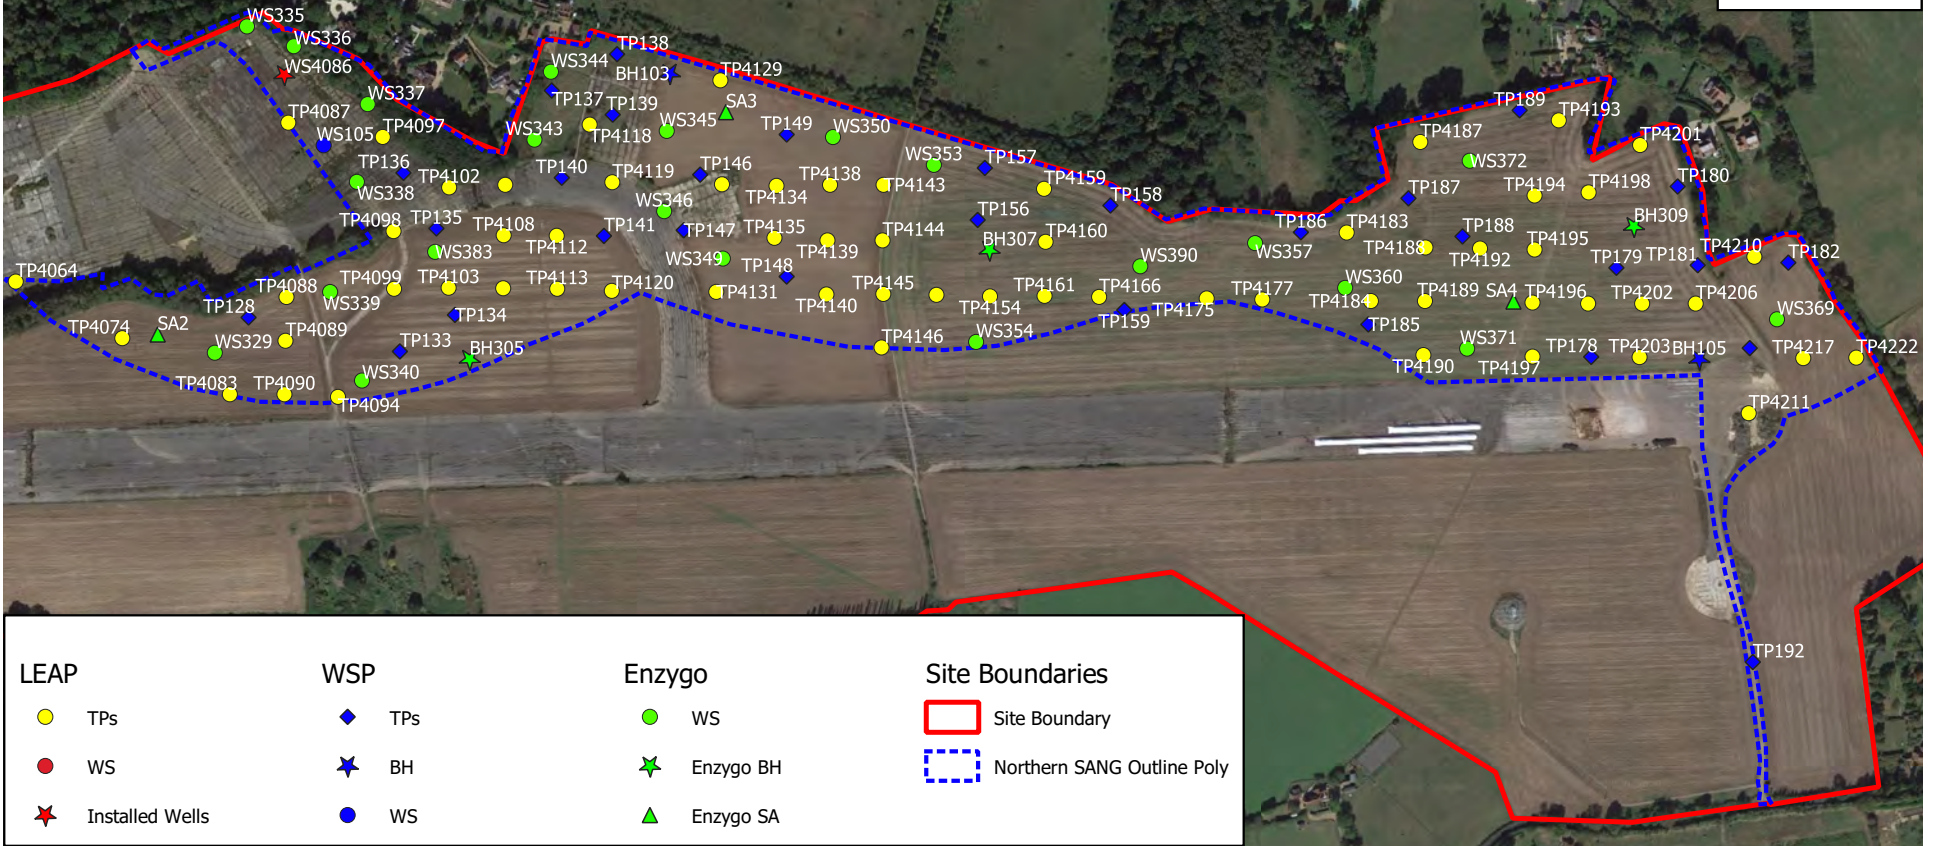 WS335
WS336
WS4086
WS337
TP4087
WS105
TP4097
TP136
WS338
TP4102
TP4098
TP135
WS383
TP4108
TP4112
TP4064
TP4088
TP128
WS339
TP4099
TP4103
TP4113
TP4120
TP4074
SA2
WS329
TP4089
TP133
TP134
BH305
TP4083
TP4090
WS340
TP4094
TP138
WS344
BH103
TP4129
TP137
TP139
SA3
WS343
TP4118
WS345
TP149
WS350
TP140
TP4119
TP146
TP4134
TP4138
TP4143
WS346
TP141
TP147
TP4135
TP4139
TP4144
WS349
TP148
TP4131
TP4140
TP4145
TP4146
WS353
TP157
TP4159
TP158
TP156
BH307
TP4160
WS390
TP4154
TP4161
TP4166
TP159
TP4175
WS354
TP4177
WS357
TP186
TP4183
TP4187
WS372
TP189
TP4193
TP4201
TP187
TP4194
TP4198
TP180
BH309
TP188
TP4188
TP4192
TP4195
TP179
TP181
TP4210
TP182
WS360
TP4184
TP4189
SA4
TP4196
TP4202
TP4206
WS369
TP185
WS371
TP4190
TP4197
TP178
TP4203
BH105
TP4217
TP4222
TP4211
TP192
LEAP
TPs
WS
Installed Wells
WSP
TPs
BH
WS
Enzygo
WS
Enzygo BH
Enzygo SA
Site Boundaries
Site Boundary
Northern SANG Outline Poly